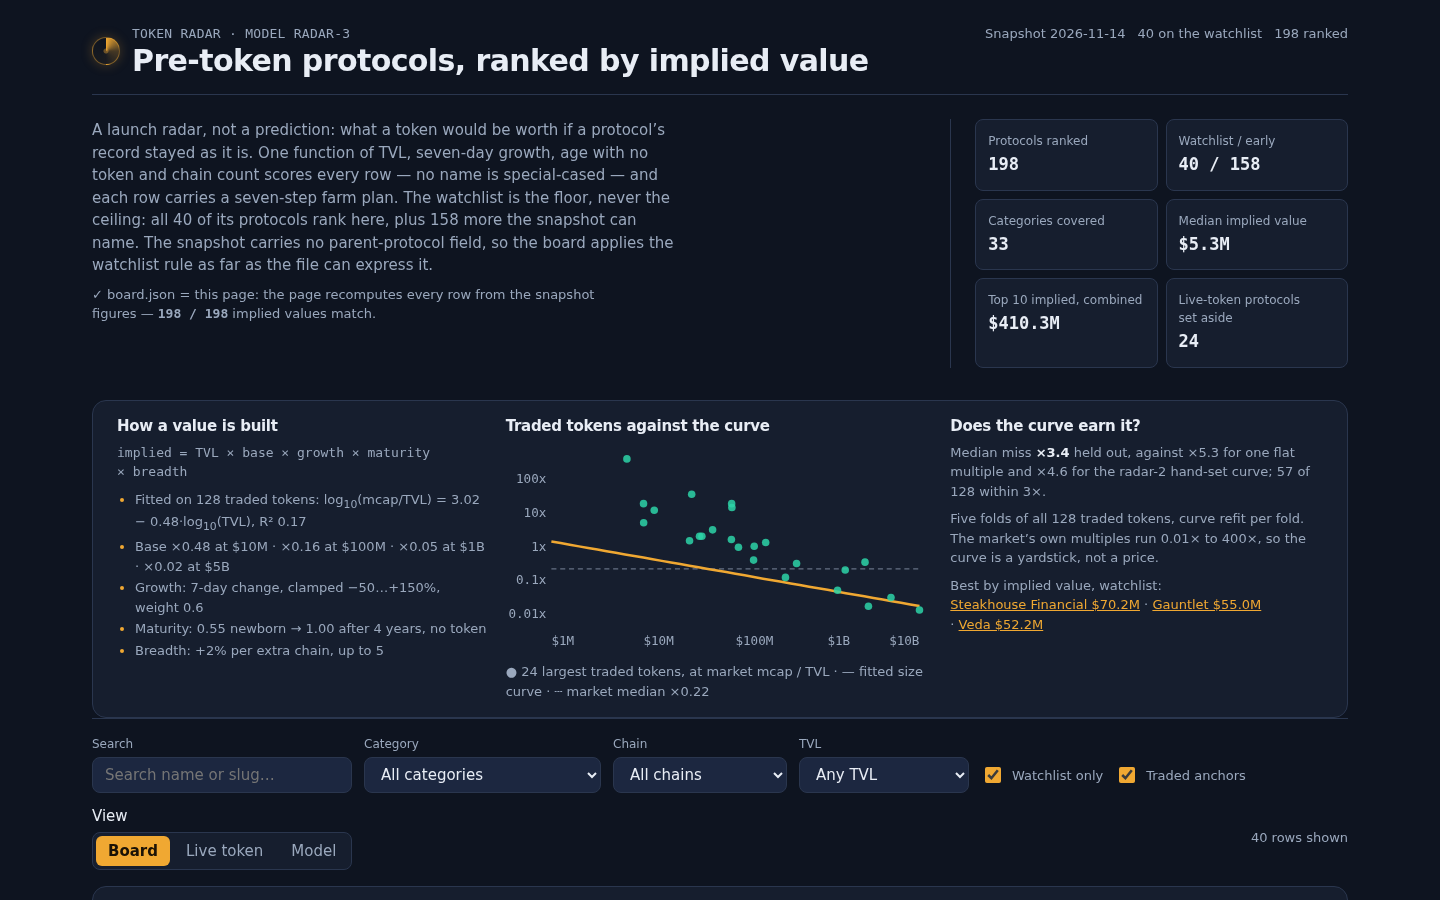 TOKEN RADAR · MODEL RADAR-3
Pre-token protocols, ranked by implied value
Snapshot 2026-11-14 40 on the watchlist 198 ranked
A launch radar, not a prediction: what a token would be worth if a protocol’s
record stayed as it is. One function of TVL, seven-day growth, age with no
token and chain count scores every row — no name is special-cased — and
each row carries a seven-step farm plan. The watchlist is the floor, never the
ceiling: all 40 of its protocols rank here, plus 158 more the snapshot can
name. The snapshot carries no parent-protocol field, so the board applies the
watchlist rule as far as the file can express it.
✓ board.json = this page: the page recomputes every row from the snapshot
figures — 198 / 198 implied values match.
Protocols ranked
198
Watchlist / early
40 / 158
Categories covered
33
Median implied value
$5.3M
Top 10 implied, combined
$410.3M
Live-token protocols
set aside
24
How a value is built
implied = TVL × base × growth × maturity
× breadth
• Fitted on 128 traded tokens: log10(mcap/TVL) = 3.02
− 0.48·log10(TVL), R² 0.17
• Base ×0.48 at $10M · ×0.16 at $100M · ×0.05 at $1B
· ×0.02 at $5B
• Growth: 7-day change, clamped −50…+150%,
weight 0.6
• Maturity: 0.55 newborn → 1.00 after 4 years, no token
• Breadth: +2% per extra chain, up to 5
Traded tokens against the curve
100x
10x
1x
0.1x
0.01x
$1M $10M $100M $1B $10B
● 24 largest traded tokens, at market mcap / TVL · — fitted size
curve · ┄ market median ×0.22
Does the curve earn it?
Median miss ×3.4 held out, against ×5.3 for one flat
multiple and ×4.6 for the radar-2 hand-set curve; 57 of
128 within 3×.
Five folds of all 128 traded tokens, curve refit per fold.
The market’s own multiples run 0.01× to 400×, so the
curve is a yardstick, not a price.
Best by implied value, watchlist:
Steakhouse Financial $70.2M · Gauntlet $55.0M
· Veda $52.2M
Search
Search name or slug…
Category
All categories
Chain
All chains
TVL
Any TVL
Watchlist only
Traded anchors
View
Board Live token Model
40 rows shown